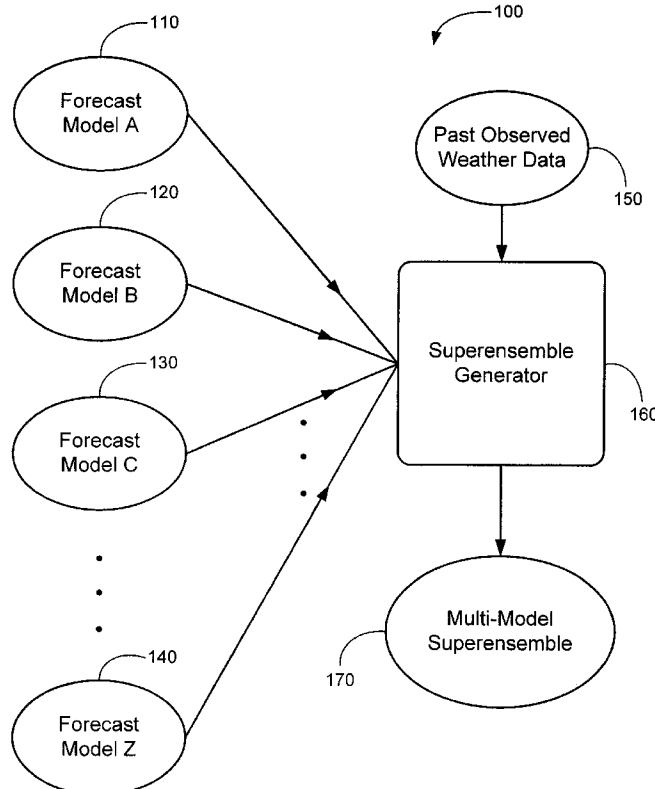 110
Forecast
Model A
100
Past Observed
Weather Data
150
120
Forecast
Model B
Superensemble
Generator
160
130
Forecast
Model C
Multi-Model
Superensemble
170
140
Forecast
Model Z